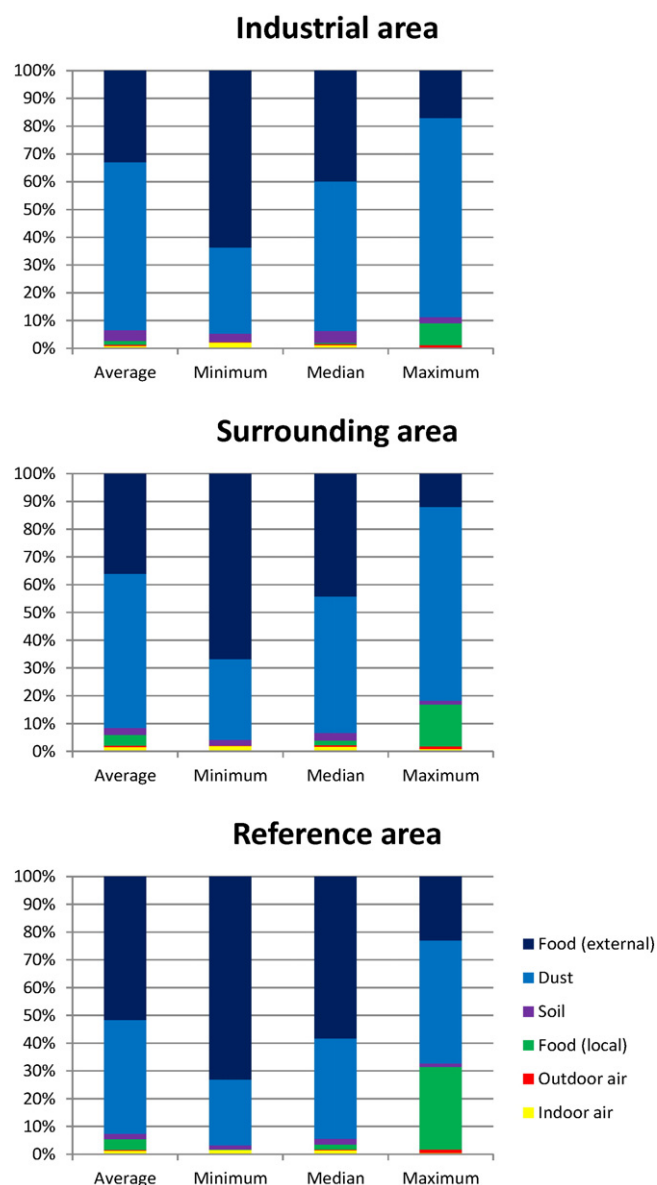 Industrial area
100%
90%
80%
70%
60%
50%
40%
30%
20%
10%
0%
Average Minimum Median Maximum
Surrounding area
100%
90%
80%
70%
60%
50%
40%
30%
20%
10%
0%
Average Minimum Median Maximum
Reference area
100%
90%
80%
70%
60%
50%
40%
30%
20%
10%
0%
Average Minimum Median Maximum
Food (external)
Dust
Soil
Food (local)
Outdoor air
Indoor air